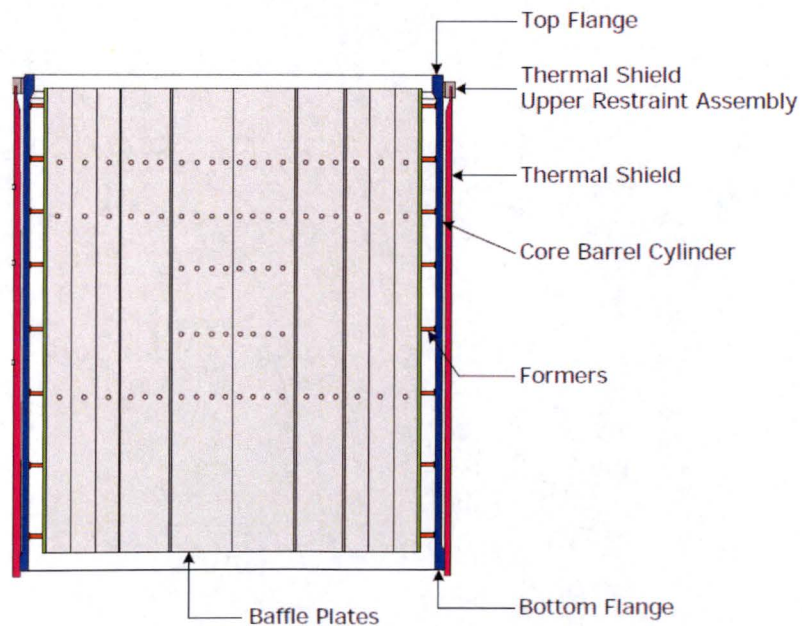 Top Flange
Thermal Shield
Upper Restraint Assembly
Thermal Shield
Core Barrel Cylinder
Formers
Bottom Flange
Baffle Plates